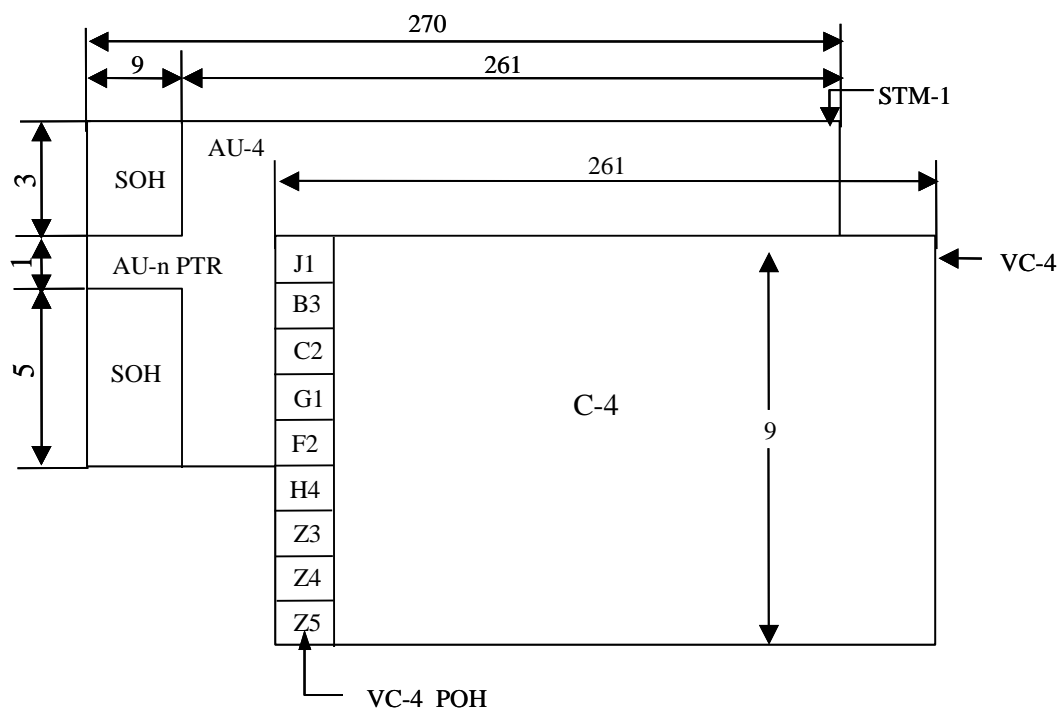 270
9
261
STM-1
AU-4
3
SOH
261
1
AU-n PTR
J1
VC-4
B3
5
SOH
C2
G1
C-4
9
F2
H4
Z3
Z4
Z5
VC-4 POH